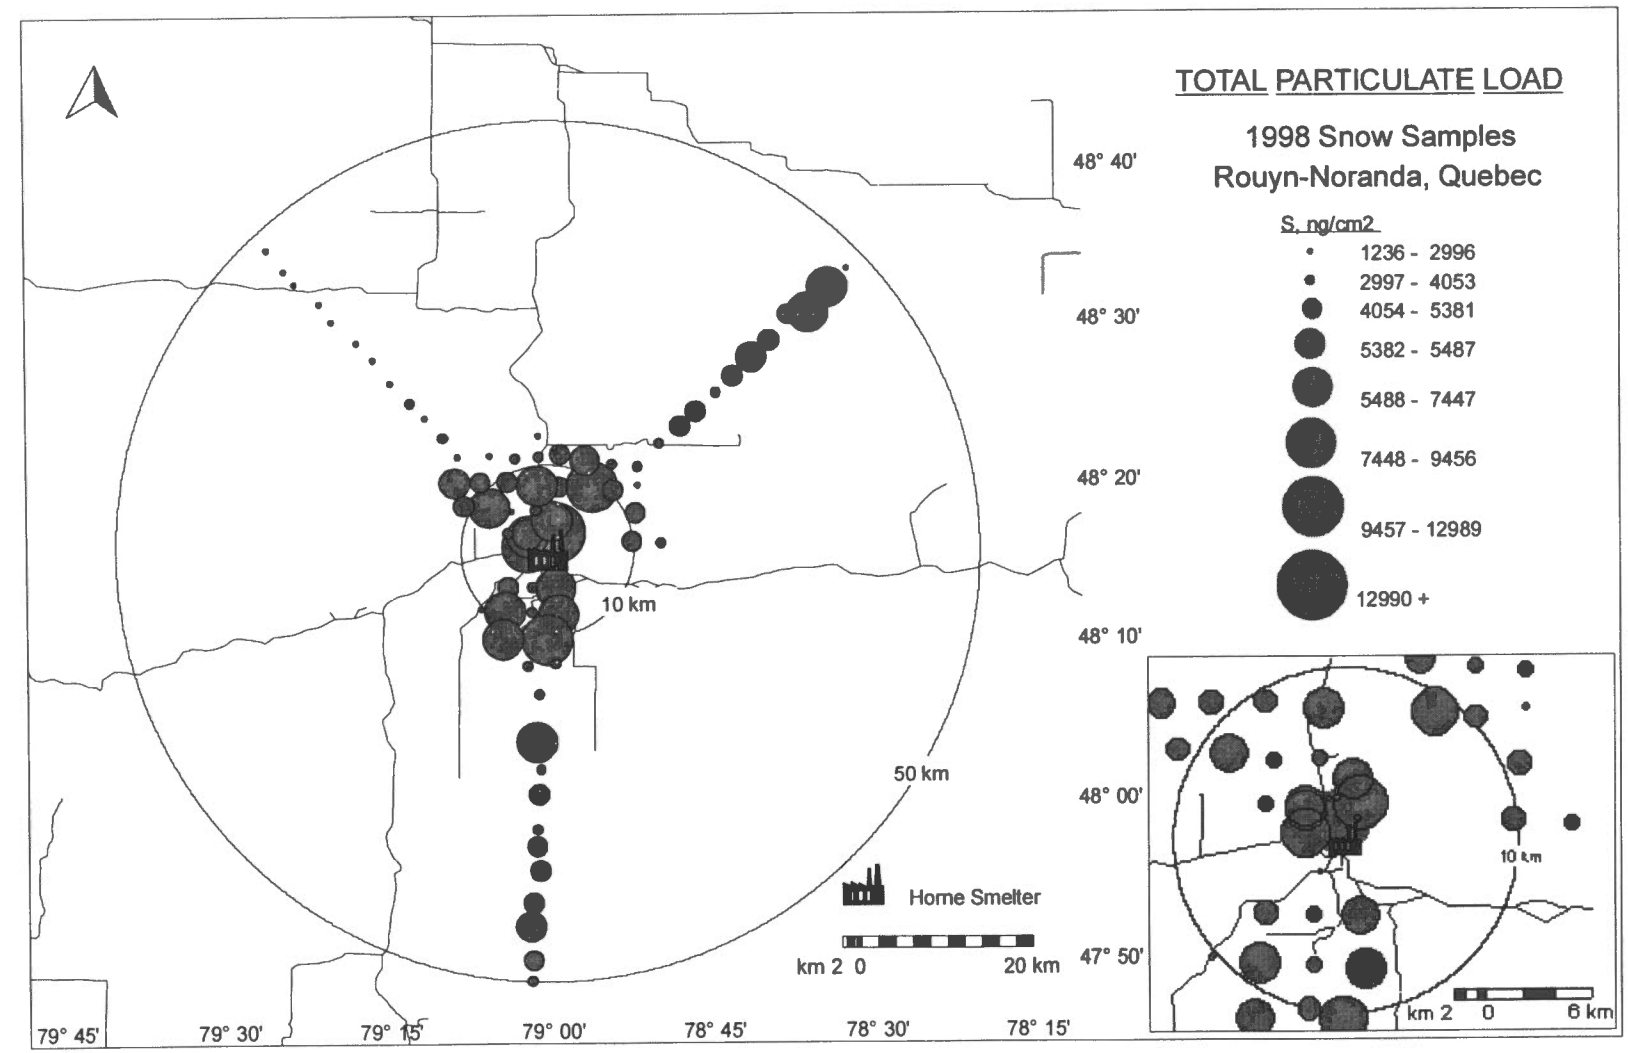 TOTAL PARTICULATE LOAD
1998 Snow Samples
Rouyn-Noranda, Quebec
S, ng/cm2
1236 - 2996
2997 - 4053
4054 - 5381
5382 - 5487
5488 - 7447
7448 - 9456
9457 - 12989
12990 +
48° 40'
48° 30'
48° 20'
48° 10'
48° 00'
47° 50'
10 km
50 km
Horne Smelter
km 2 0 20 km
79° 45' 79° 30' 79° 15' 79° 00' 78° 45' 78° 30' 78° 15'
10 km
km 2 0 6 km